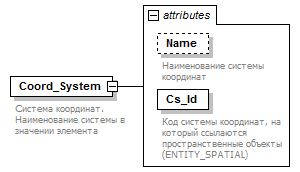 attributes
Name
Наименование системы
координат
Coord_System
Система координат.
Наименование системы в
значении элемента
Cs_Id
Код системы координат, на
который ссылаются
пространственные объекты
(ENTITY_SPATIAL)